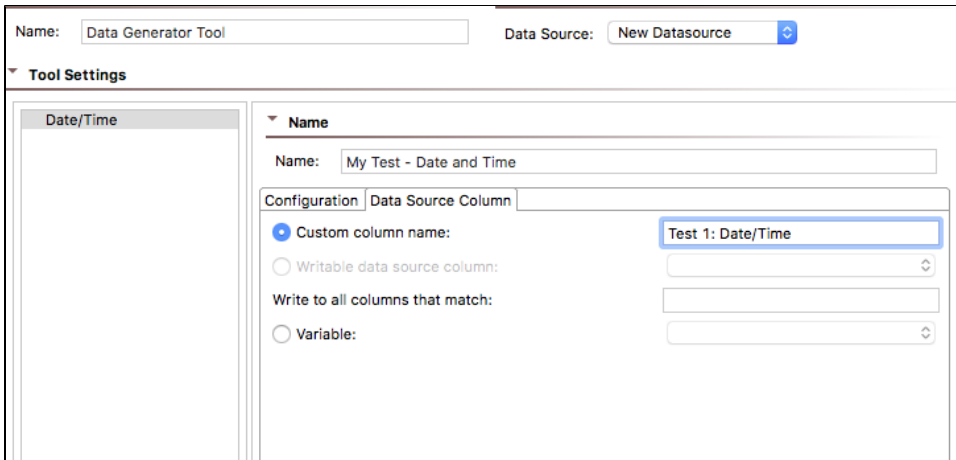 Name: Data Generator Tool Data Source: New Datasource
Tool Settings
Date/Time
Name
Name: My Test - Date and Time
Configuration Data Source Column
Custom column name: Test 1: Date/Time
Writable data source column:
Write to all columns that match:
Variable: